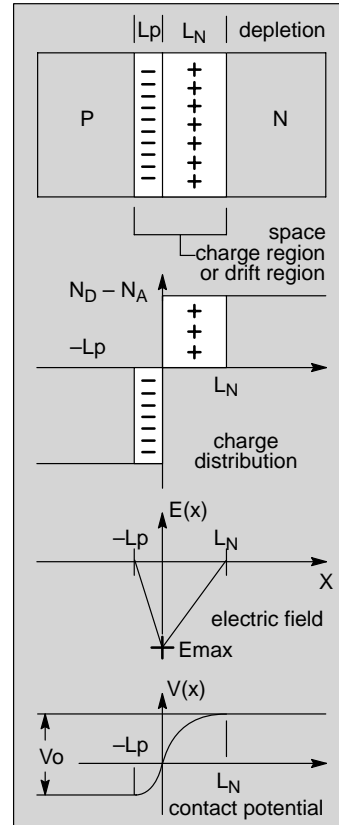 Lp L_N depletion
P N
space
charge region
or drift region
N_D – N_A
–Lp
L_N
charge
distribution
E(x)
–Lp L_N
X
electric field
Emax
V(x)
–Lp
Vo
L_N
contact potential